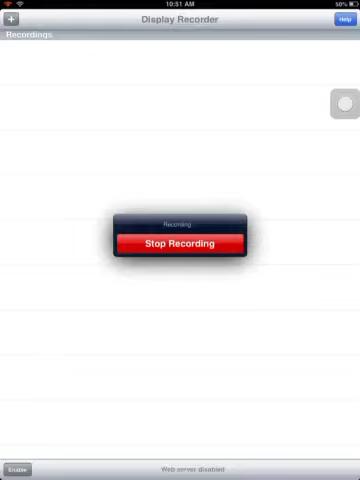 10:51 AM
50%
+
Display Recorder
Help
Recordings
Recording
Stop Recording
Enable
Web server disabled